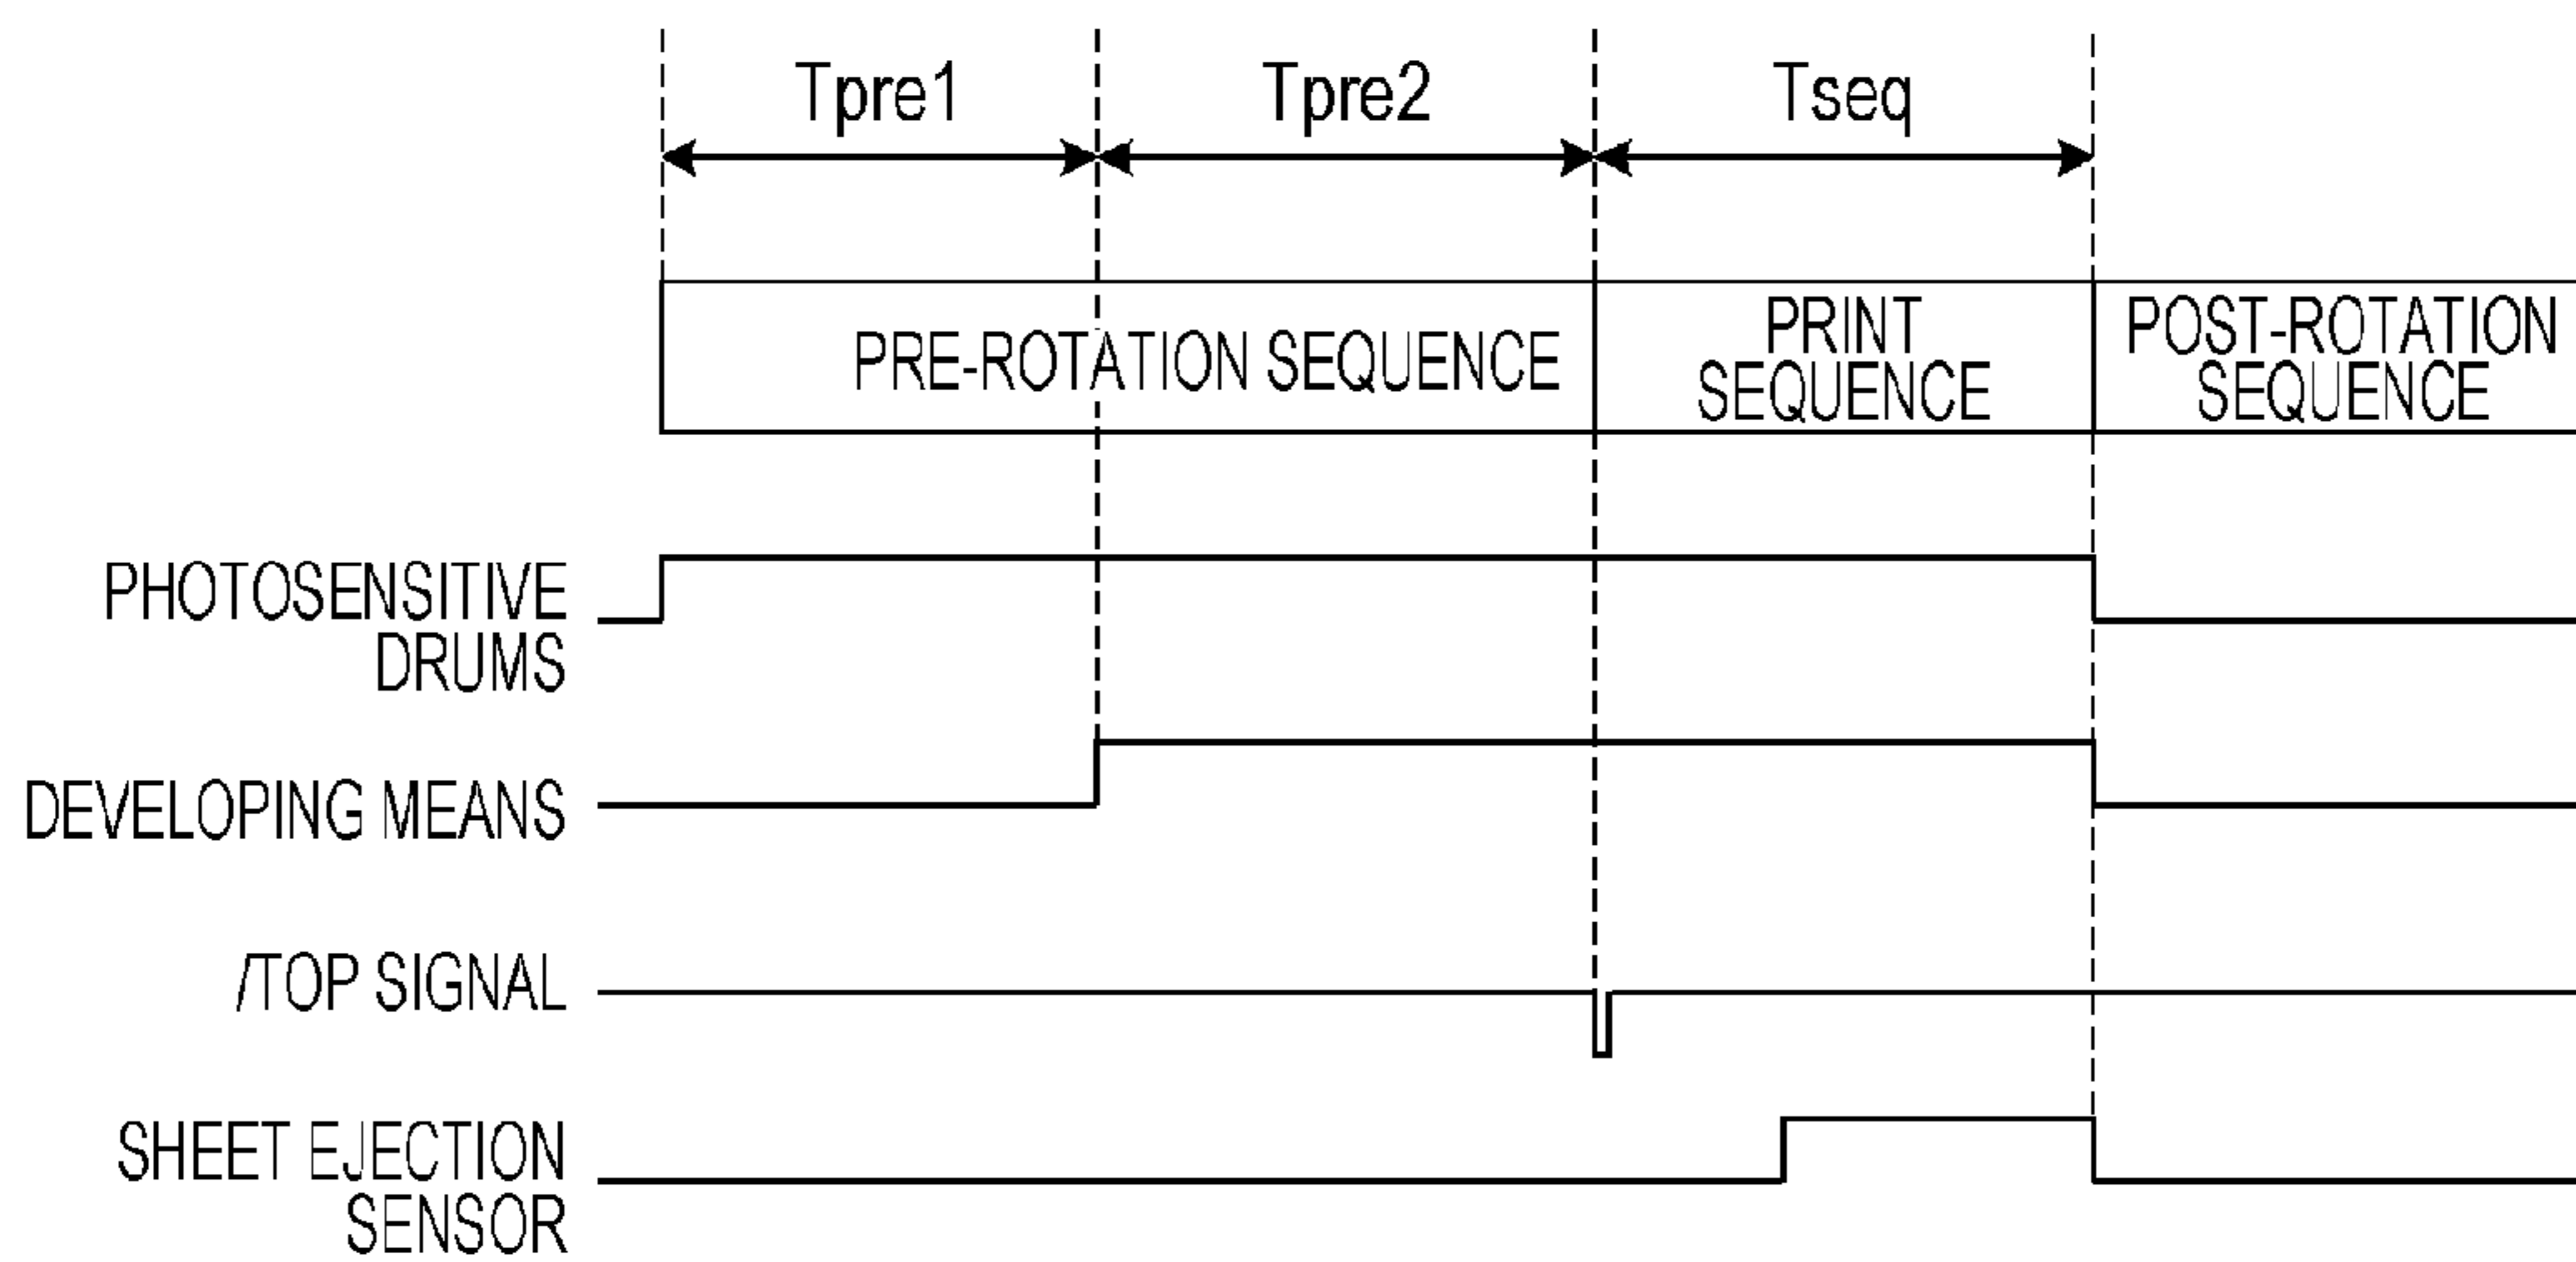 Tpre1
Tpre2
Tseq
PRE-ROTATION SEQUENCE
PRINT
SEQUENCE
POST-ROTATION
SEQUENCE
PHOTOSENSITIVE
DRUMS
DEVELOPING MEANS
/TOP SIGNAL
SHEET EJECTION
SENSOR